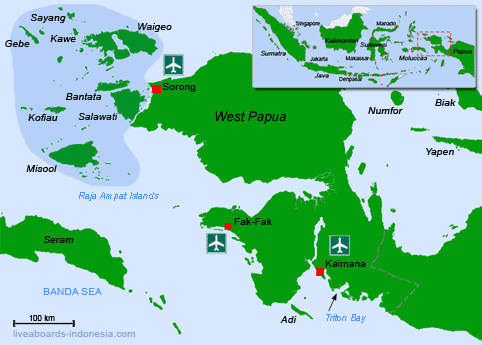 Sayang
Waigeo
Gebe
Kawe
Bantata
Sorong
Kofiau
Salawati
Misool
Raja Ampat Islands
West Papua
Singapore
Manado
Kalimantan
Sumatra
Sulawesi
Papua
Jakarta
Makassar
Moluccas
Java
Denpasar
Numfor
Biak
Yapen
Fak-Fak
Seram
Kaimana
BANDA SEA
Adi
Triton Bay
100 km
liveaboards-indonesia.com